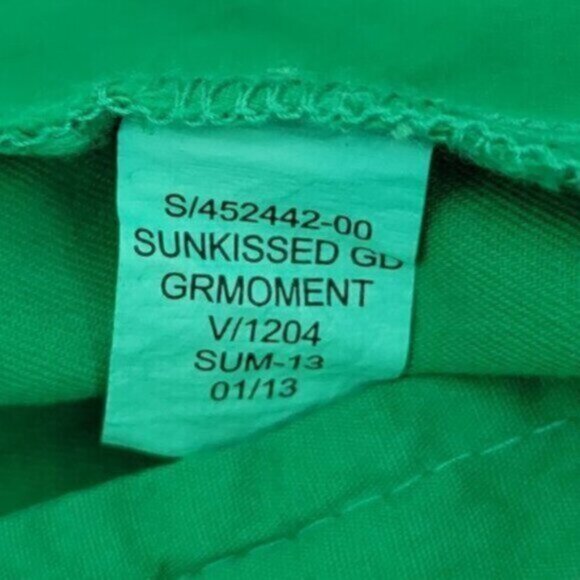 S/452442-00
SUNKISSED GD
GRMOMENT
V/1204
SUM-13
01/13